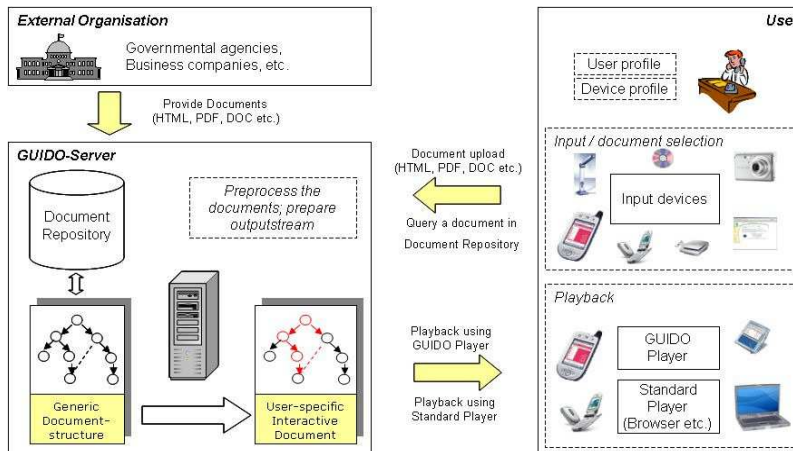 External Organisation
Governmental agencies,
Business companies, etc.
Provide Documents
(HTML, PDF, DOC etc.)
GUIDO-Server
Document
Repository
Preprocess the
documents; prepare
outputstream
Generic
Document-
structure
User-specific
Interactive
Document
Document upload
(HTML, PDF, DOC etc.)
Query a document in
Document Repository
Playback using
GUIDO Player
Playback using
Standard Player
Use
User profile
Device profile
Input / document selection
Input devices
Playback
GUIDO
Player
Standard
Player
(Browser etc.)